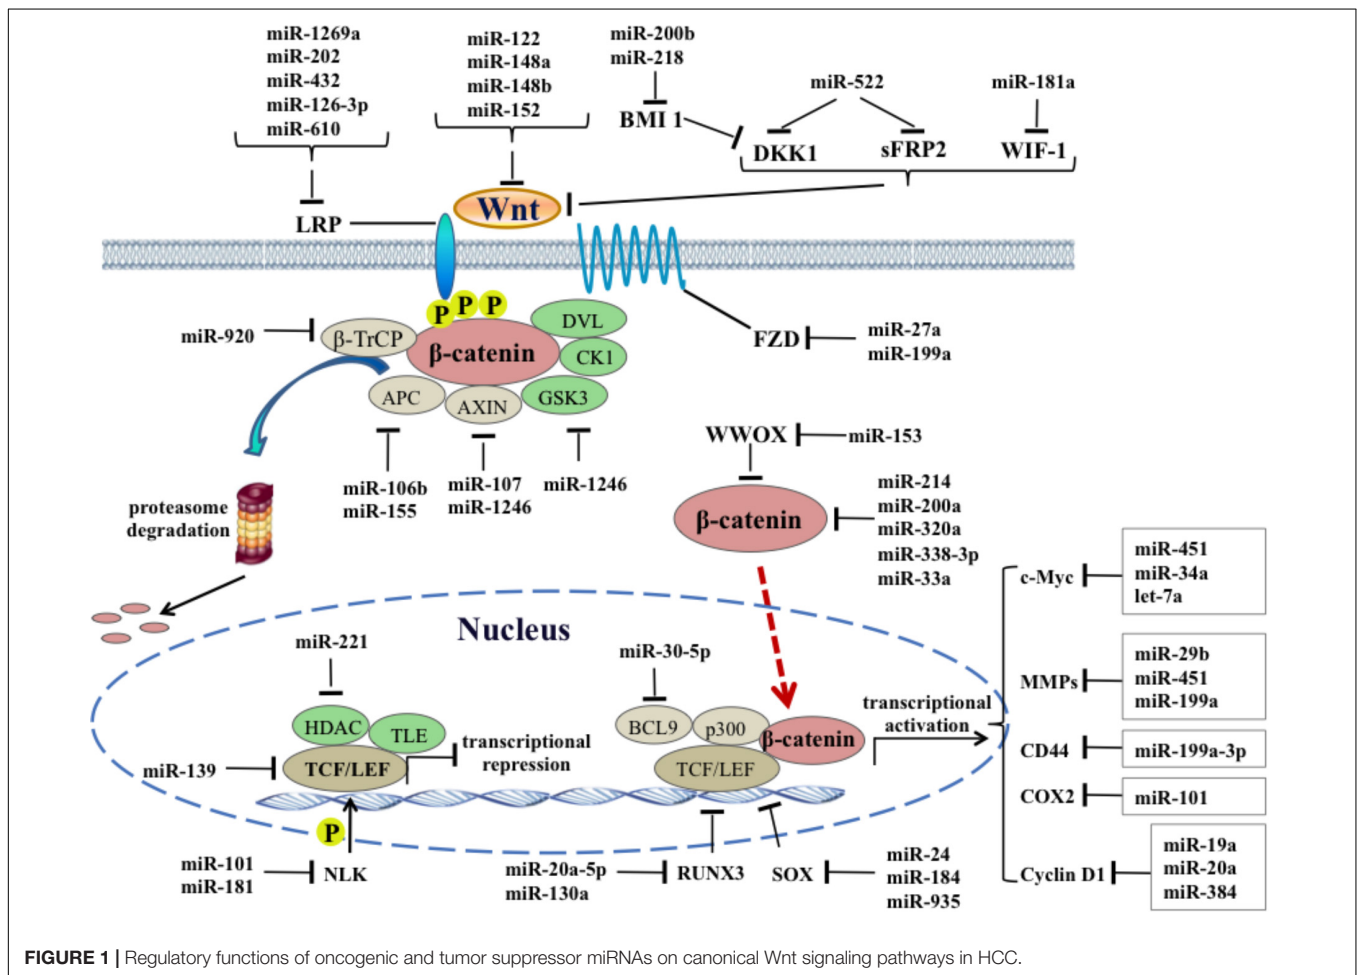 miR-1269a
miR-202
miR-432
miR-126-3p
miR-610
miR-122
miR-148a
miR-148b
miR-152
miR-200b
miR-218
BMI 1
miR-522
miR-181a
DKK1
sFRP2
WIF-1
LRP
Wnt
P P P
miR-920
β-TrCP
β-catenin
DVL
CK1
GSK3
AXIN
APC
FZD
miR-27a
miR-199a
miR-106b
miR-155
miR-107
miR-1246
miR-1246
WWOX
miR-153
β-catenin
miR-214
miR-200a
miR-320a
miR-338-3p
miR-33a
proteasome
degradation
Nucleus
miR-221
HDAC
TLE
TCF/LEF
miR-139
transcriptional
repression
P
miR-101
miR-181
NLK
miR-30-5p
BCL9
p300
β-catenin
TCF/LEF
transcriptional
activation
miR-20a-5p
miR-130a
RUNX3
SOX
miR-24
miR-184
miR-935
c-Myc
miR-451
miR-34a
let-7a
MMPs
miR-29b
miR-451
miR-199a
CD44
miR-199a-3p
COX2
miR-101
Cyclin D1
miR-19a
miR-20a
miR-384
FIGURE 1 | Regulatory functions of oncogenic and tumor suppressor miRNAs on canonical Wnt signaling pathways in HCC.